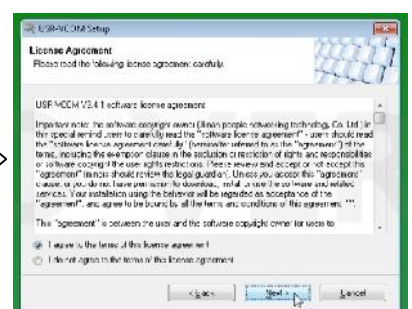 USR-VCOM Setup
License Agreement
Please read the following license agreement carefully.
USR VCOM V3.4.1 software license agreement
Important note: the software copyright owner (Jinan people networking technology, Co. Ltd.) in
this special remind users to carefully read the "software license agreement" - users should read
the "software license agreement carefully" (hereinafter referred to as the "agreement") of the
terms, including the exemption clause in the exclusion or restriction of rights and responsibilities
or software copyright the user rights restrictions. Please review and accept or not accept this
"agreement" (minors should review the legal guardian). Unless you accept this "agreement"
clause, or you do not have permission to download, install or use the software and related
services. Your installation using the behavior will be regarded as acceptance of the
"agreement", and agree to be bound by all the terms and conditions of this agreement "".
This "agreement" is between the user and the software copyright owner for users to
I agree to the terms of this license agreement
I do not agree to the terms of this license agreement
< Back
Next >
Cancel